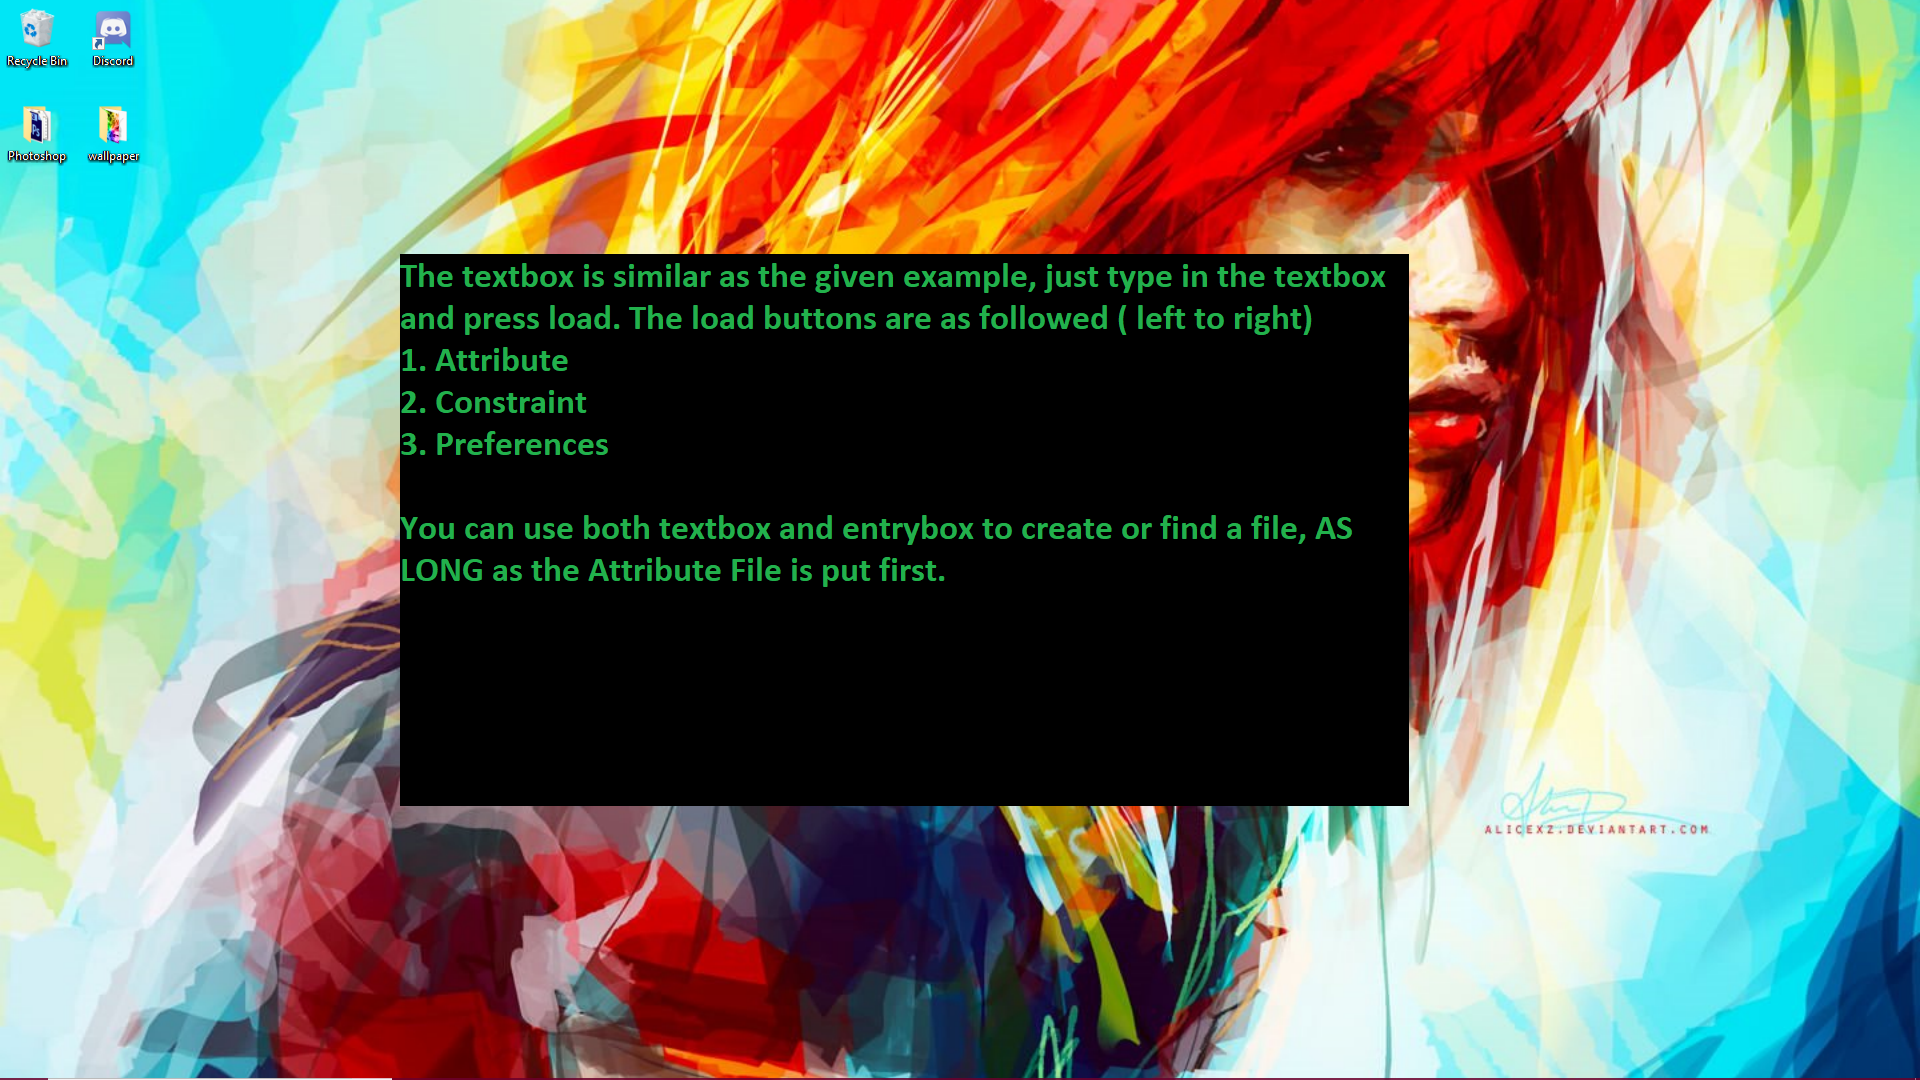 Recycle Bin
Discord
Photoshop
wallpaper
The textbox is similar as the given example, just type in the textbox
and press load. The load buttons are as followed ( left to right)
1. Attribute
2. Constraint
3. Preferences
You can use both textbox and entrybox to create or find a file, AS
LONG as the Attribute File is put first.
ALICEXZ.DEVIANTART.COM